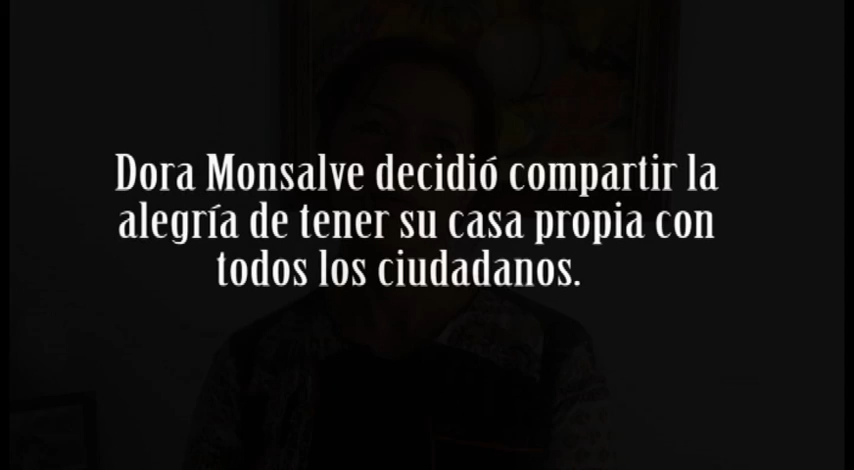 Dora Monsalve decidió compartir la
alegría de tener su casa propia con
todos los ciudadanos.